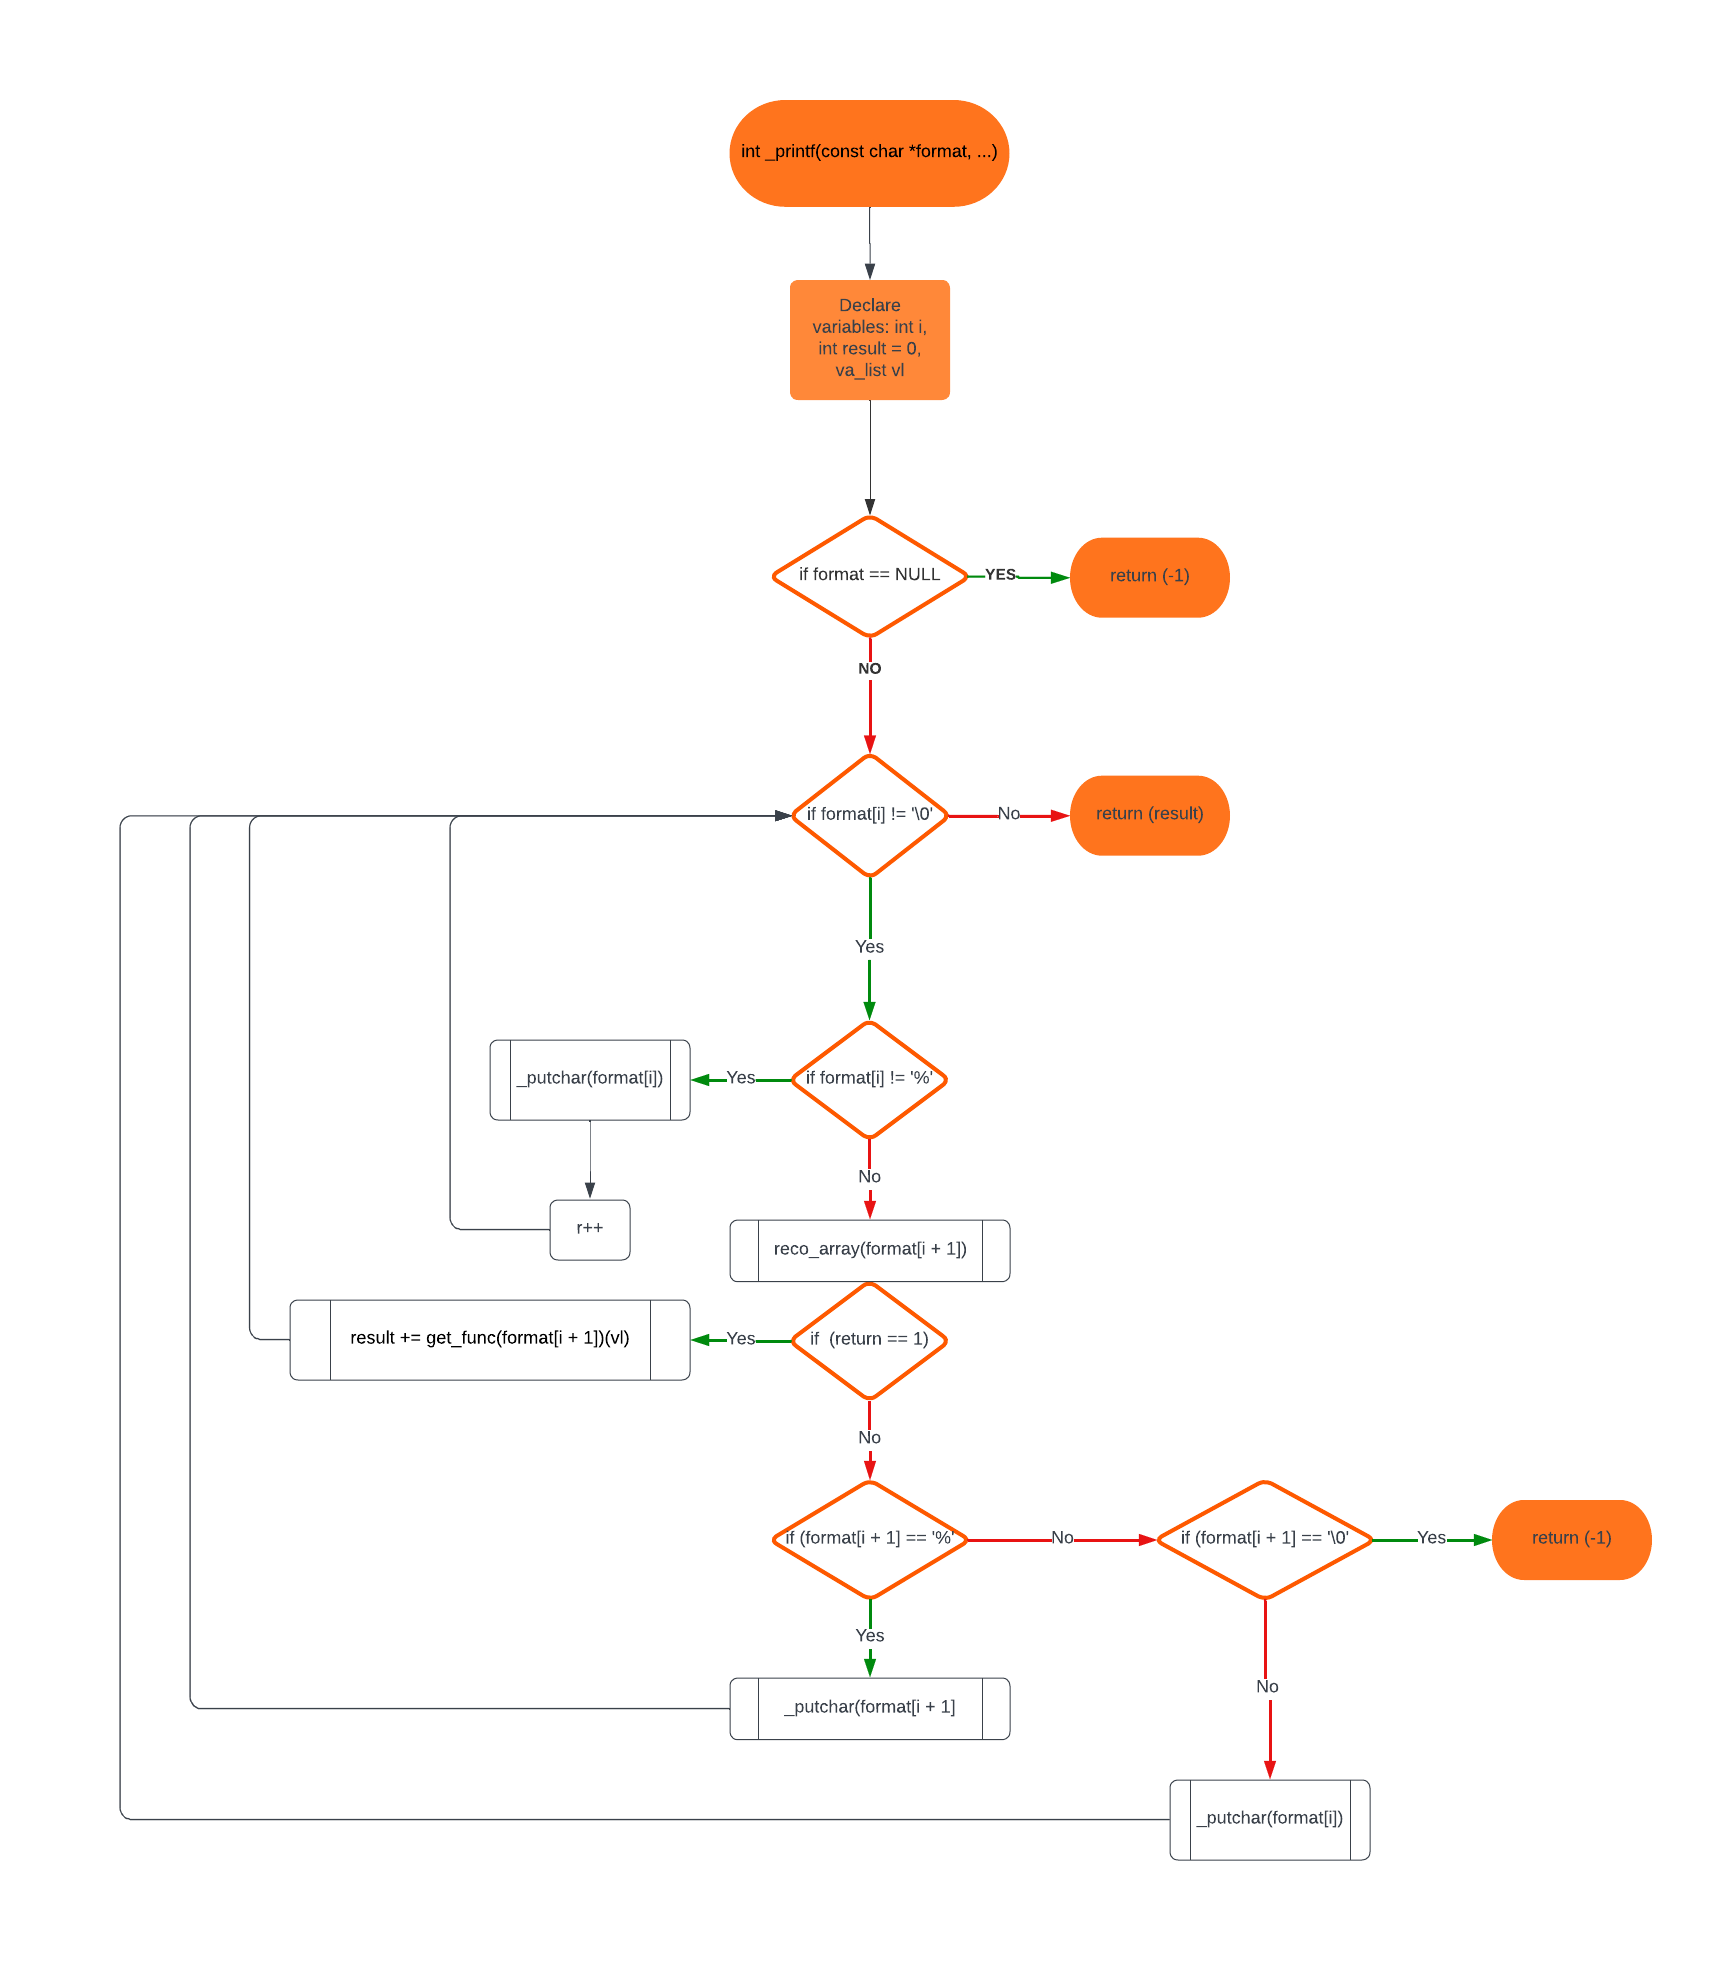 int _printf(const char *format, ...)
Declare
variables: int i,
int result = 0,
va_list vl
if format == NULL
YES
return (-1)
NO
if format[i] != '\0'
No
return (result)
Yes
if format[i] != '%'
Yes
_putchar(format[i])
No
r++
reco_array(format[i + 1])
if  (return == 1)
Yes
result += get_func(format[i + 1])(vl)
No
if (format[i + 1] == '%'
No
if (format[i + 1] == '\0'
Yes
return (-1)
Yes
_putchar(format[i + 1]
No
_putchar(format[i])